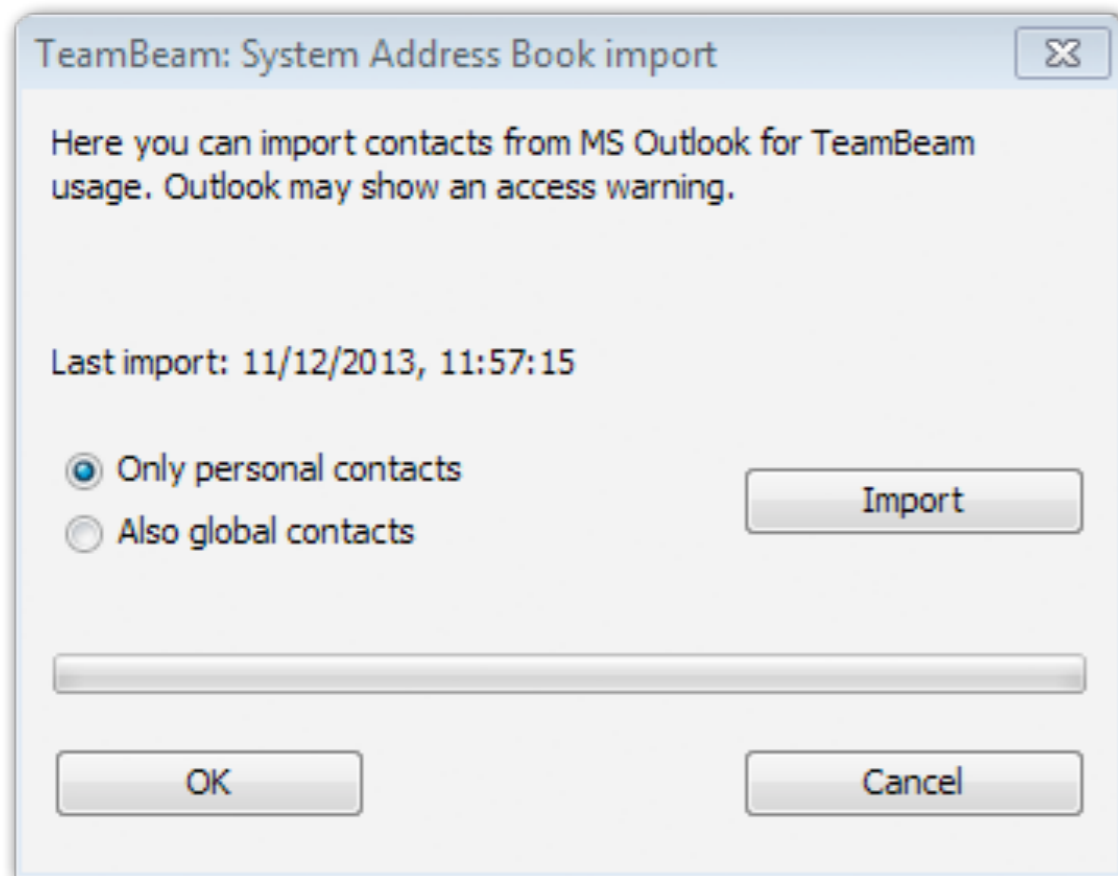 TeamBeam: System Address Book import
Here you can import contacts from MS Outlook for TeamBeam
usage. Outlook may show an access warning.
Last import: 11/12/2013, 11:57:15
Only personal contacts
Import
Also global contacts
OK
Cancel